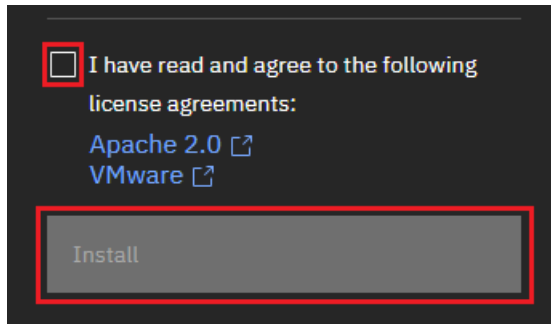 I have read and agree to the following
license agreements:
Apache 2.0
VMware
Install